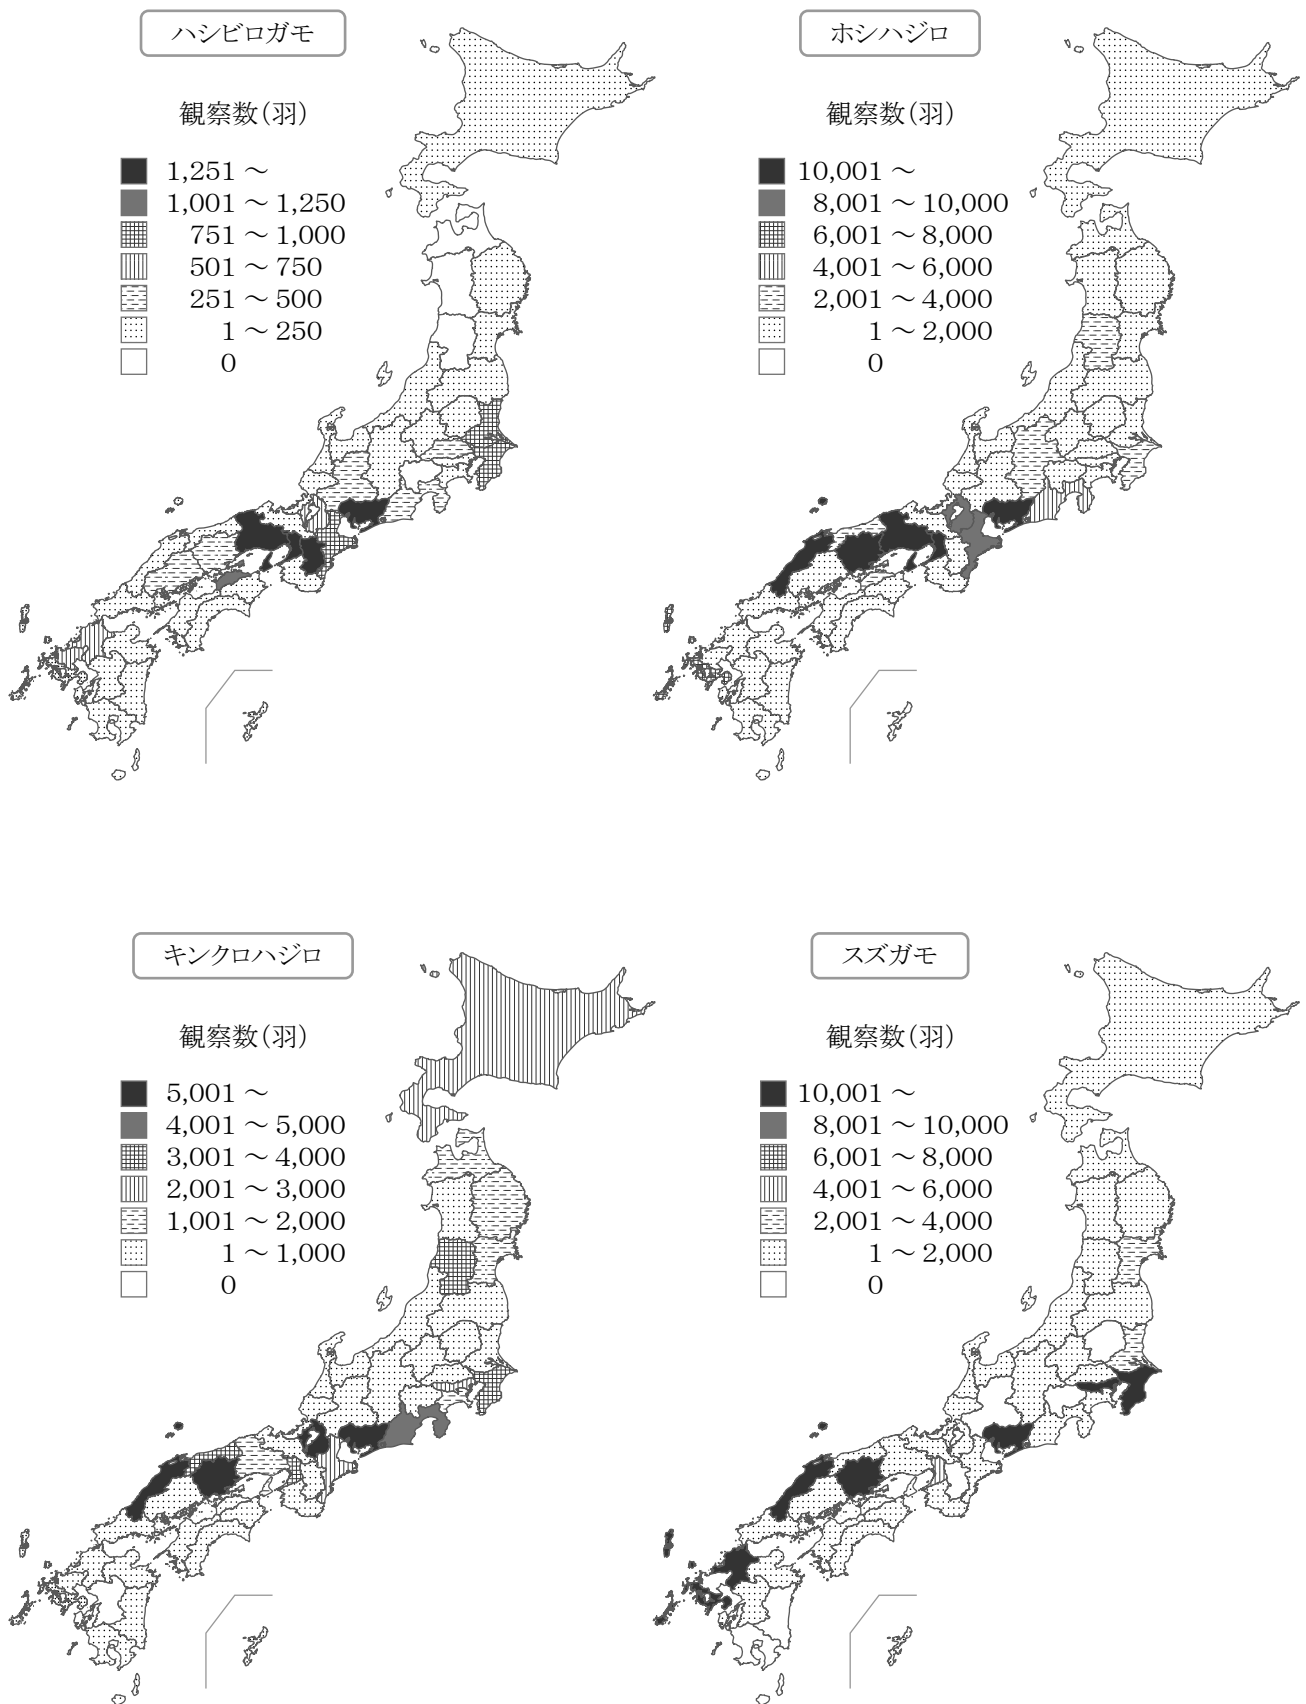 ハシビロガモ
観察数(羽)
1,251 ～
1,001 ～ 1,250
751 ～ 1,000
501 ～ 750
251 ～ 500
1 ～ 250
0
ホシハジロ
観察数(羽)
10,001 ～
8,001 ～ 10,000
6,001 ～ 8,000
4,001 ～ 6,000
2,001 ～ 4,000
1 ～ 2,000
0
キンクロハジロ
観察数(羽)
5,001 ～
4,001 ～ 5,000
3,001 ～ 4,000
2,001 ～ 3,000
1,001 ～ 2,000
1 ～ 1,000
0
スズガモ
観察数(羽)
10,001 ～
8,001 ～ 10,000
6,001 ～ 8,000
4,001 ～ 6,000
2,001 ～ 4,000
1 ～ 2,000
0